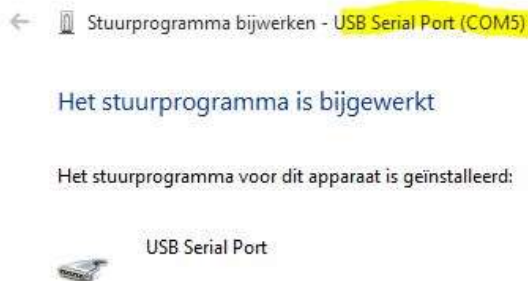 Stuurprogramma bijwerken - USB Serial Port (COM5)
Het stuurprogramma is bijgewerkt
Het stuurprogramma voor dit apparaat is geïnstalleerd:
USB Serial Port